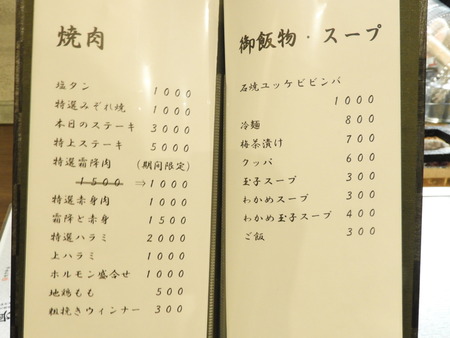 焼肉
塩タン 1000
特選みぞれ焼 1000
本日のステーキ 3000
特上ステーキ 5000
特選霜降肉 (期間限定)
1500 ⇒1000
特選赤身肉 1000
霜降と赤身 1500
特選ハラミ 2000
上ハラミ 1000
ホルモン盛合せ 1000
地鶏もも 500
粗挽きウィンナー 300
御飯物・スープ
石焼ユッケビビンバ
1000
冷麺 800
梅茶漬け 700
クッパ 600
玉子スープ 300
わかめスープ 300
わかめ玉子スープ 400
ご飯 300